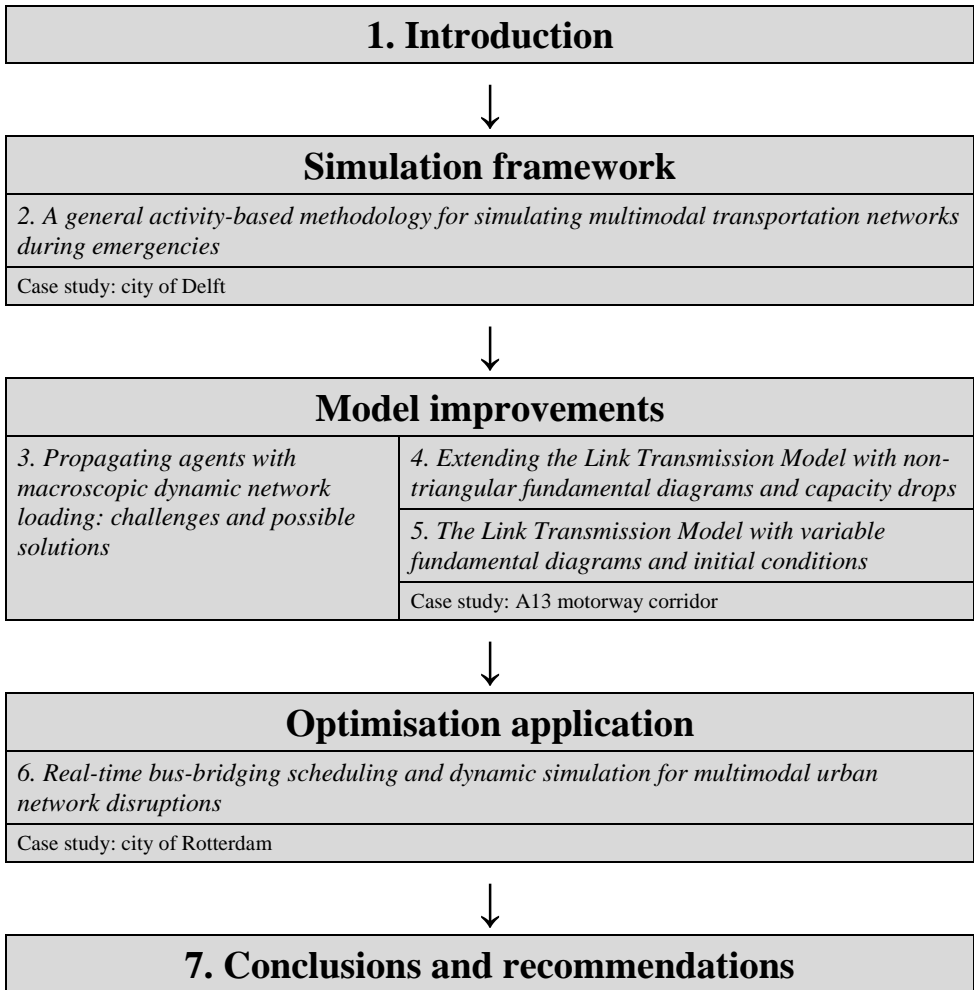 1. Introduction
Simulation framework
2. A general activity-based methodology for simulating multimodal transportation networks
during emergencies
Case study: city of Delft
Model improvements
3. Propagating agents with
macroscopic dynamic network
loading: challenges and possible
solutions
4. Extending the Link Transmission Model with non-
triangular fundamental diagrams and capacity drops
5. The Link Transmission Model with variable
fundamental diagrams and initial conditions
Case study: A13 motorway corridor
Optimisation application
6. Real-time bus-bridging scheduling and dynamic simulation for multimodal urban
network disruptions
Case study: city of Rotterdam
7. Conclusions and recommendations